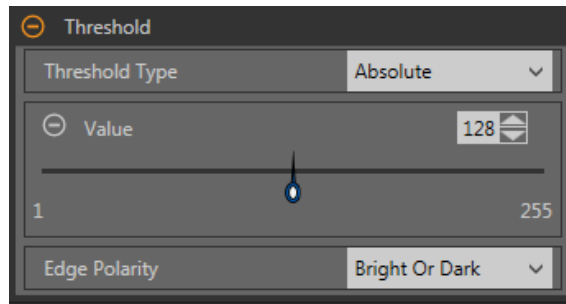 Threshold
Threshold Type Absolute
Value 128
1 255
Edge Polarity Bright Or Dark